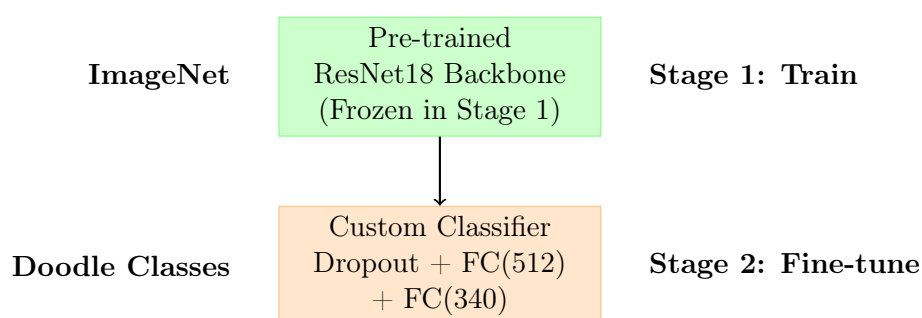 ImageNet
Pre-trained
ResNet18 Backbone
(Frozen in Stage 1)
Stage 1: Train
Doodle Classes
Custom Classifier
Dropout + FC(512)
+ FC(340)
Stage 2: Fine-tune